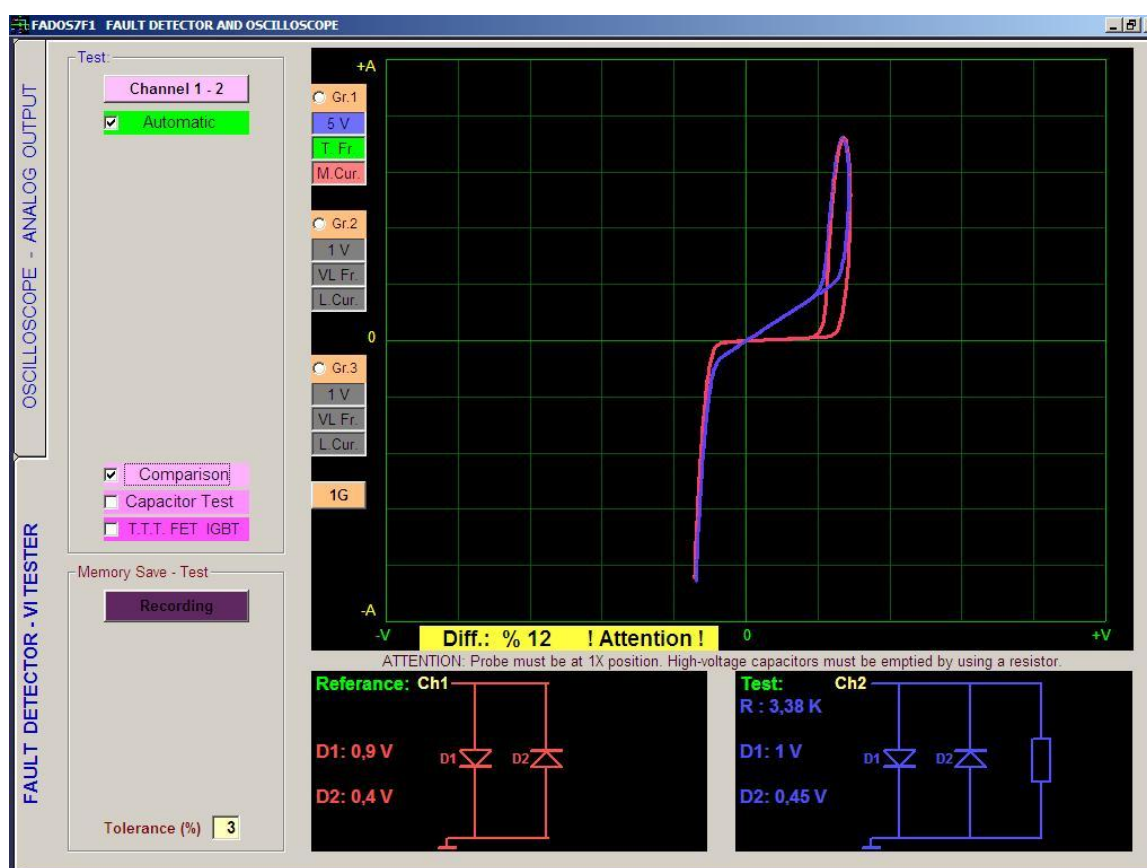 FADOS7F1 FAULT DETECTOR AND OSCILLOSCOPE
OSCILLOSCOPE - ANALOG OUTPUT
FAULT DETECTOR - VI TESTER
Test:
Channel 1 - 2
Automatic
Comparison
Capacitor Test
T.T.T. FET IGBT
Memory Save - Test
Recording
Tolerance (%) 3
+A
Gr.1
5 V
T. Fr
M.Cur.
Gr.2
1 V
VL Fr.
L.Cur.
0
Gr.3
1 V
VL Fr.
L.Cur.
1G
-A
-V Diff.: % 12 ! Attention ! 0 +V
ATTENTION: Probe must be at 1X position. High-voltage capacitors must be emptied by using a resistor.
Referance: Ch1
D1: 0,9 V D1 D2
D2: 0,4 V
Test: Ch2
R : 3,38 K
D1: 1 V D1 D2
D2: 0,45 V